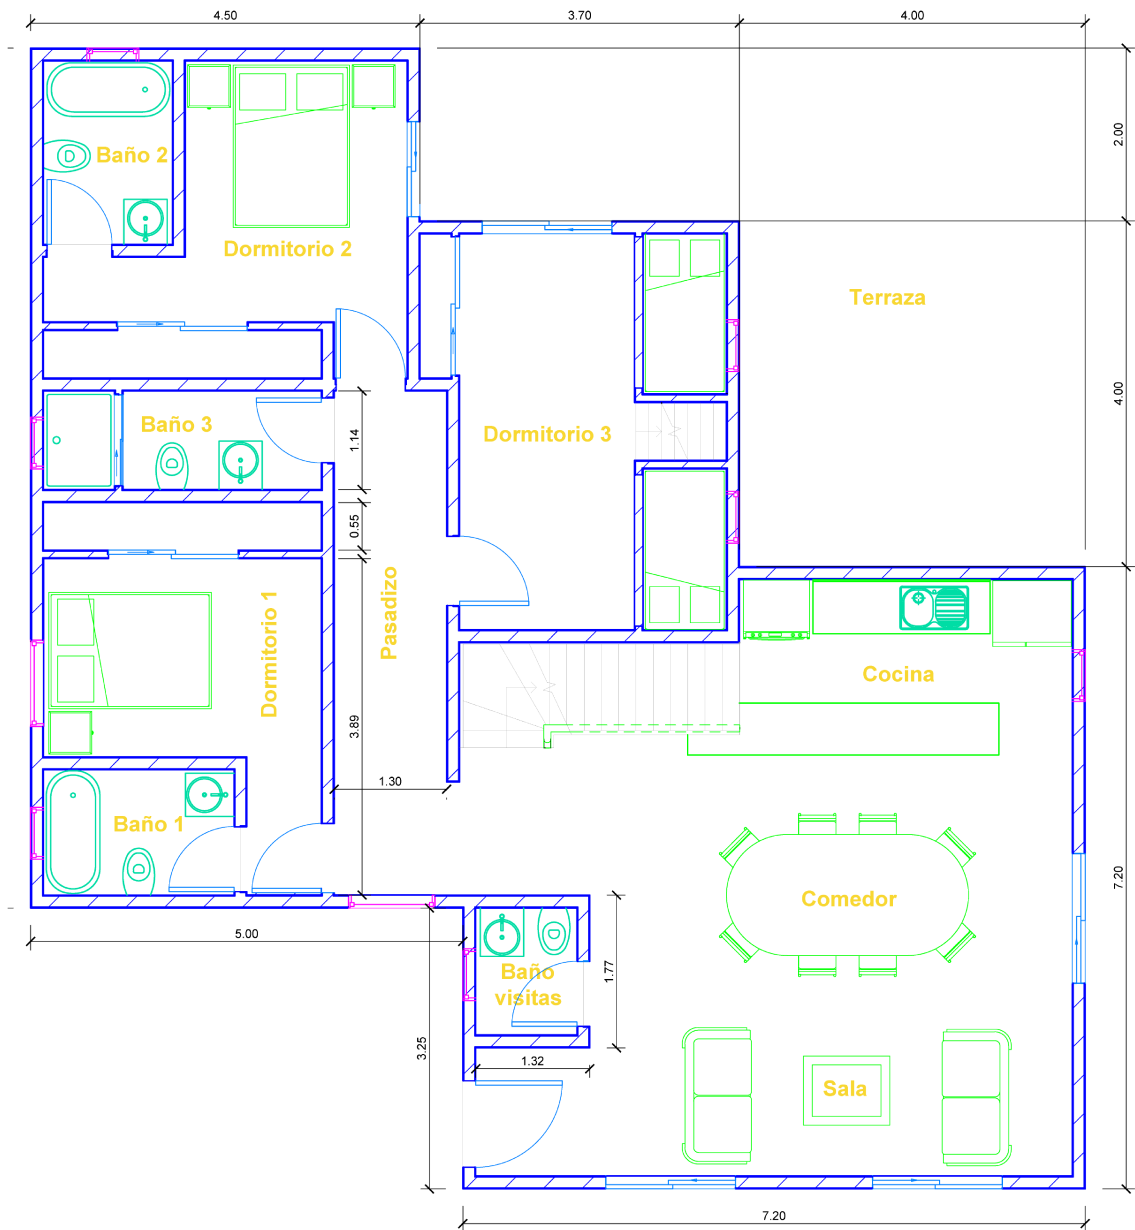 4.50
3.70
4.00
2.00
Baño 2
Dormitorio 2
Terraza
4.00
Baño 3
1.14
Dormitorio 3
0.55
Pasadizo
Dormitorio 1
Cocina
3.89
1.30
Baño 1
7.20
Comedor
5.00
1.77
Baño
visitas
3.25
1.32
Sala
7.20